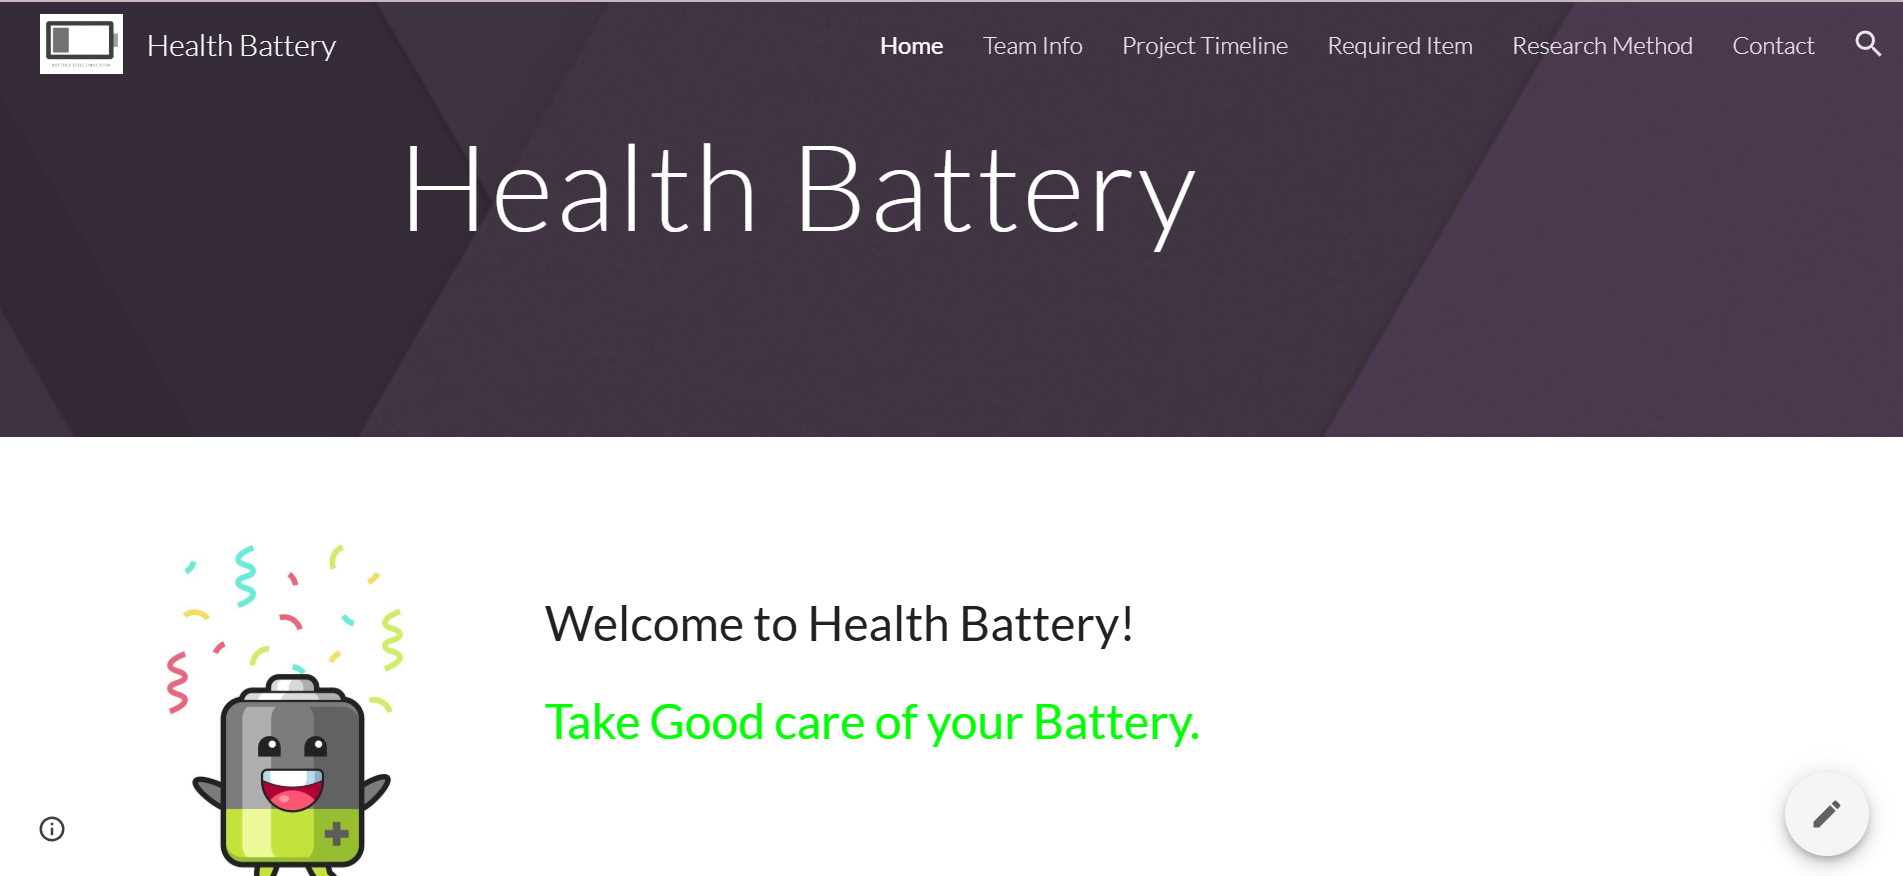 Health Battery
Home Team Info Project Timeline Required Item Research Method Contact
Health Battery
Welcome to Health Battery!
Take Good care of your Battery.